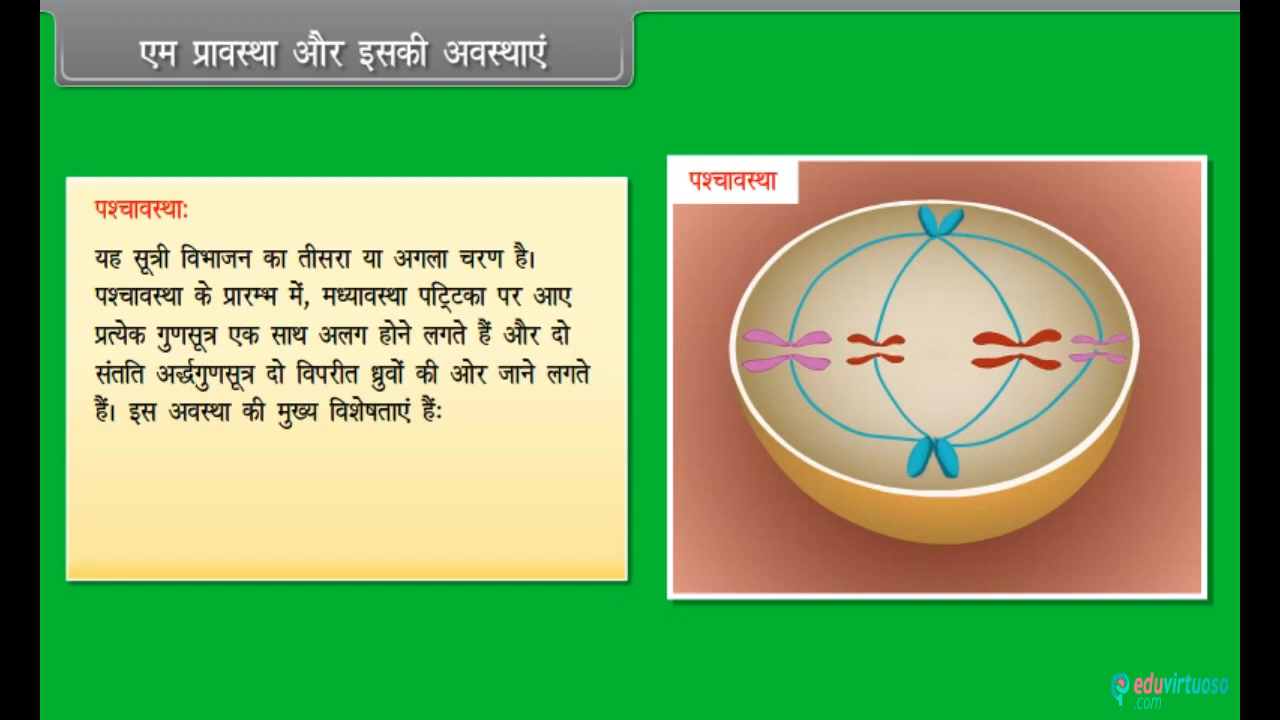 एम प्रावस्था और इसकी अवस्थाएं
पश्चावस्थाः
यह सूत्री विभाजन का तीसरा या अगला चरण है।
पश्चावस्था के प्रारम्भ में, मध्यावस्था पटि्टका पर आए
प्रत्येक गुणसूत्र एक साथ अलग होने लगते हैं और दो
संतति अर्द्धगुणसूत्र दो विपरीत ध्रुवों की ओर जाने लगते
हैं। इस अवस्था की मुख्य विशेषताएं हैंः
पश्चावस्था
eduvirtuoso
.com